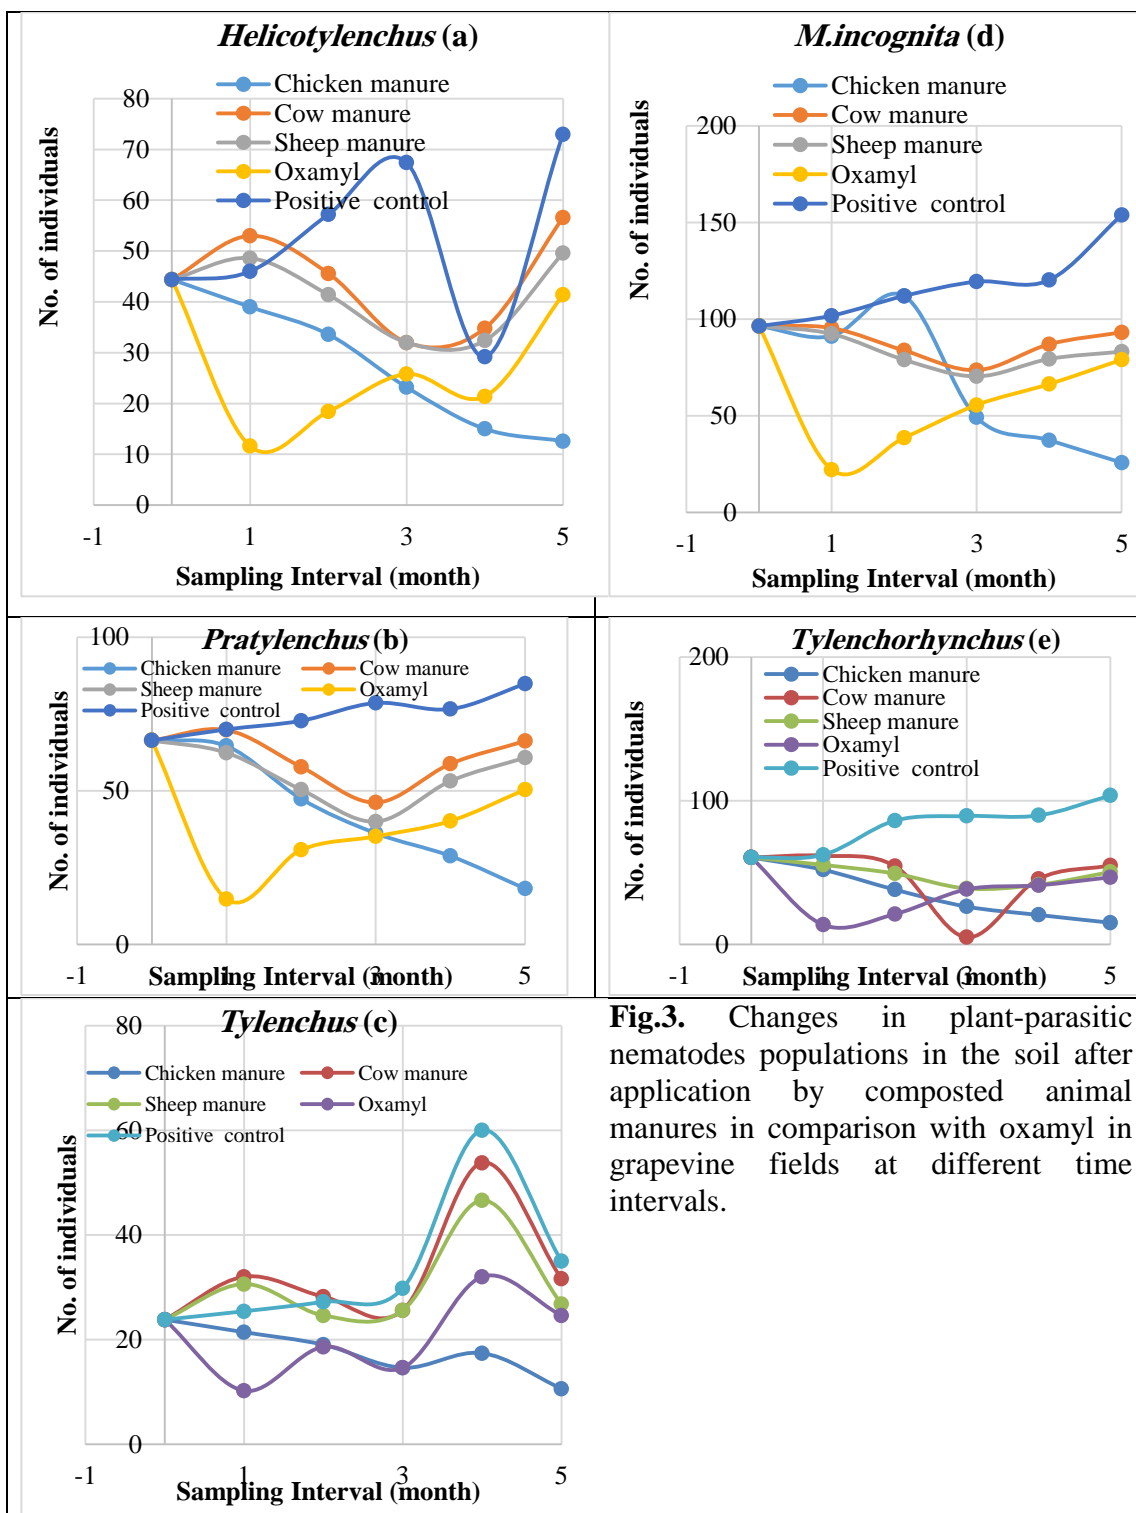 Helicotylenchus (a)
Chicken manure
Cow manure
Sheep manure
Oxamyl
Positive control
No. of individuals
80
70
60
50
40
30
20
10
0
-1 1 3 5
Sampling Interval (month)
M.incognita (d)
Chicken manure
Cow manure
Sheep manure
Oxamyl
Positive control
No. of individuals
200
150
100
50
0
-1 1 3 5
Sampling Interval (month)
Pratylenchus (b)
Chicken manure Cow manure
Sheep manure Oxamyl
Positive control
No. of individuals
100
50
0
-1 1 3 5
Sampling Interval (month)
Tylenchorhynchus (e)
Chicken manure
Cow manure
Sheep manure
Oxamyl
Positive control
No. of individuals
200
100
0
-1 1 3 5
Sampling Interval (month)
Tylenchus (c)
Chicken manure Cow manure
Sheep manure Oxamyl
Positive control
No. of individuals
80
60
40
20
0
-1 1 3 5
Sampling Interval (month)
Fig.3. Changes in plant-parasitic
nematodes populations in the soil after
application by composted animal
manures in comparison with oxamyl in
grapevine fields at different time
intervals.